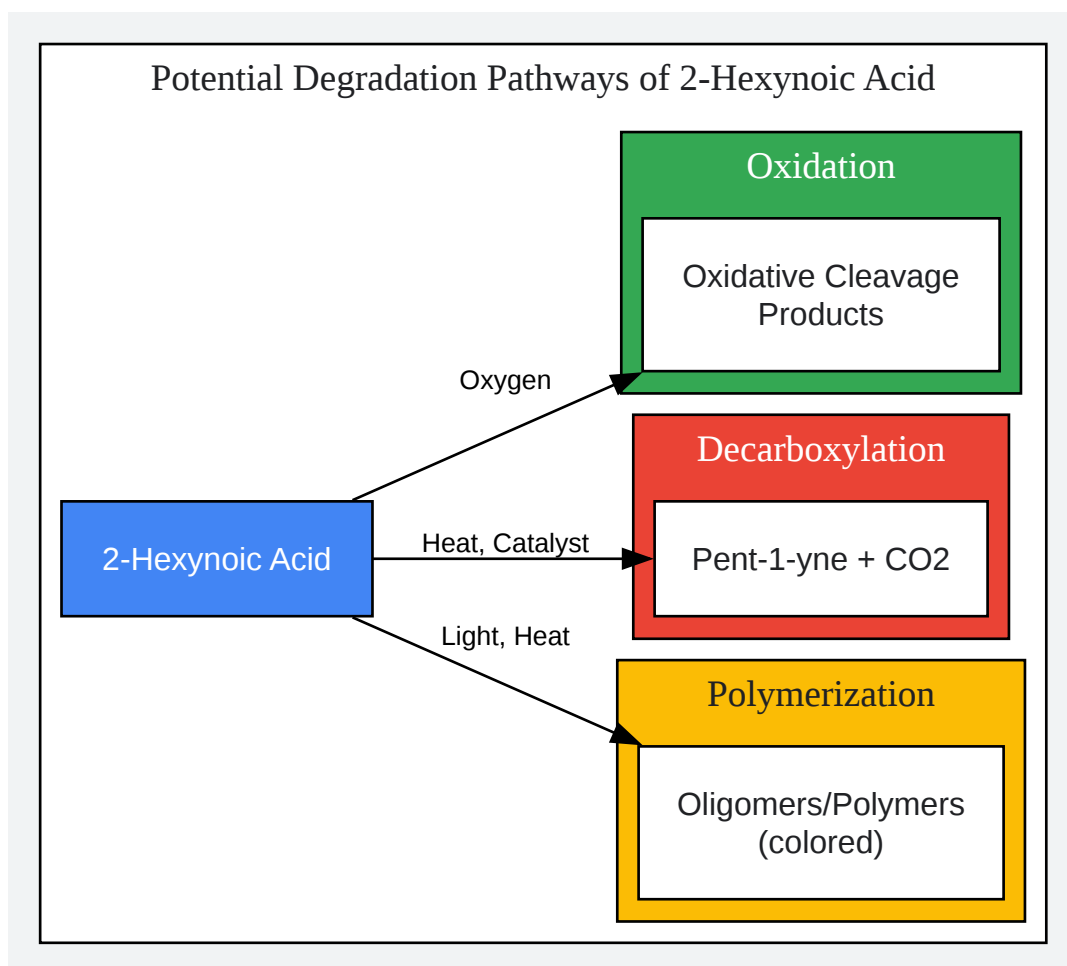 Potential Degradation Pathways of 2-Hexynoic Acid
Oxidation
Oxidative Cleavage
Products
Oxygen
Decarboxylation
2-Hexynoic Acid
Heat, Catalyst
Pent-1-yne + CO2
Light, Heat
Polymerization
Oligomers/Polymers
(colored)